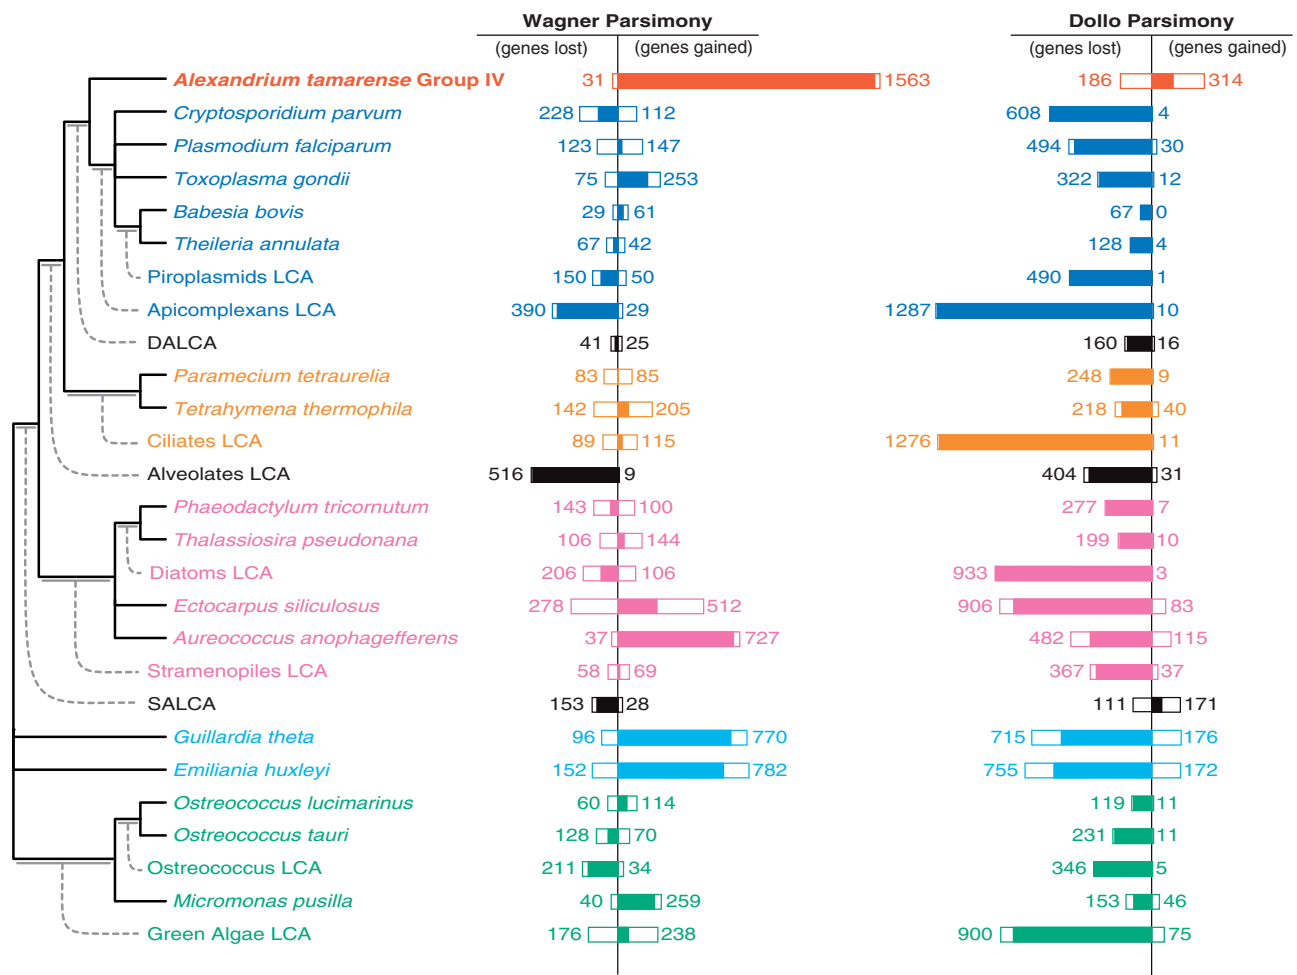 Wagner Parsimony Dollo Parsimony
(genes lost) (genes gained) (genes lost) (genes gained)
Alexandrium tamarense Group IV 31 1563 186 314
Cryptosporidium parvum 228 112 608 4
Plasmodium falciparum 123 147 494 30
Toxoplasma gondii 75 253 322 12
Babesia bovis 29 61 67 0
Theileria annulata 67 42 128 4
Piroplasmids LCA 150 50 490 1
Apicomplexans LCA 390 29 1287 10
DALCA 41 25 160 16
Paramecium tetraurelia 83 85 248 9
Tetrahymena thermophila 142 205 218 40
Ciliates LCA 89 115 1276 11
Alveolates LCA 516 9 404 31
Phaeodactylum tricornutum 143 100 277 7
Thalassiosira pseudonana 106 144 199 10
Diatoms LCA 206 106 933 3
Ectocarpus siliculosus 278 512 906 83
Aureococcus anophagefferens 37 727 482 115
Stramenopiles LCA 58 69 367 37
SALCA 153 28 111 171
Guillardia theta 96 770 715 176
Emiliania huxleyi 152 782 755 172
Ostreococcus lucimarinus 60 114 119 11
Ostreococcus tauri 128 70 231 11
Ostreococcus LCA 211 34 346 5
Micromonas pusilla 40 259 153 46
Green Algae LCA 176 238 900 75